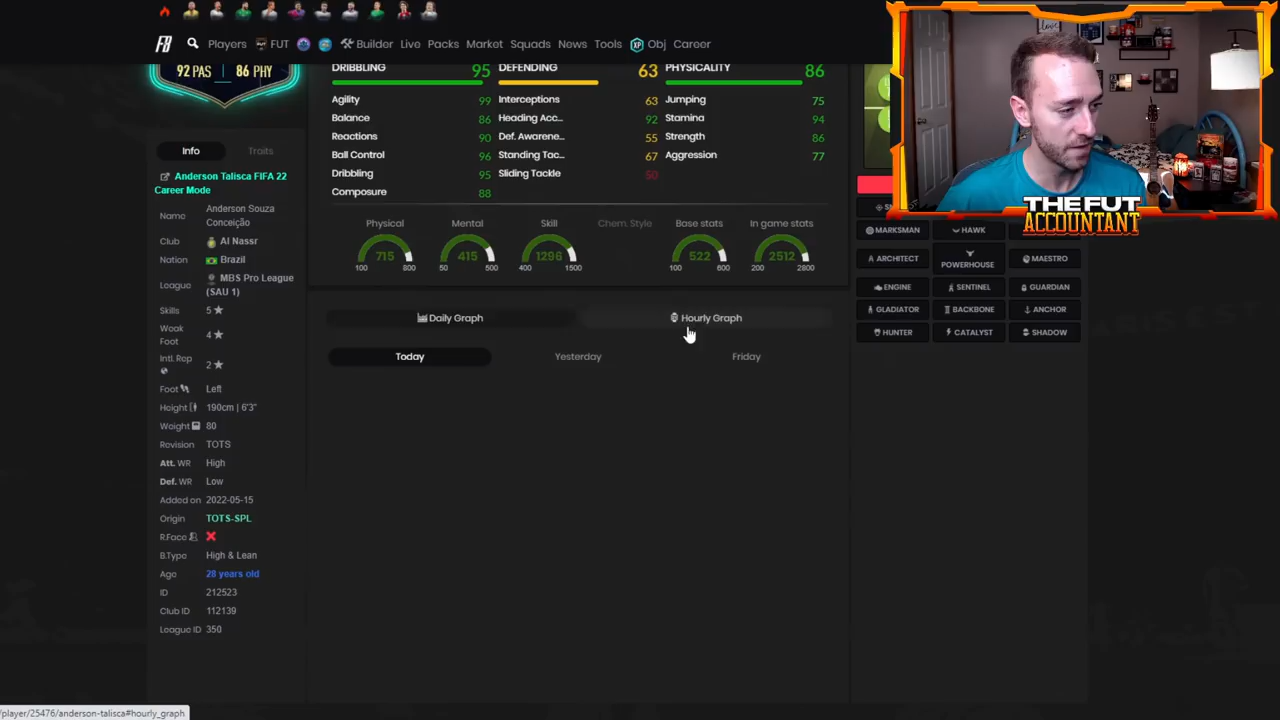 FB Players FUT Builder Live Packs Market Squads News Tools XP Obj Career
92 PAS 86 PHY
DRIBBLING 95 DEFENDING 63 PHYSICALITY 86
Agility 99 Interceptions 63 Jumping 75
Balance 86 Heading Acc... 92 Stamina 94
Reactions 90 Def. Awarene... 55 Strength 86
Ball Control 96 Standing Tac... 67 Aggression 77
Dribbling 95 Sliding Tackle 50
Composure 88
Info Traits
Anderson Talisca FIFA 22
Career Mode
Name Anderson Souza
Conceição
Club Al Nassr
Nation Brazil
League MBS Pro League
(SAU 1)
Skills 5
Weak
Foot 4
Intl. Rep 2
Foot Left
Height 190cm | 6'3"
Weight 80
Revision TOTS
Att. WR High
Def. WR Low
Added on 2022-05-15
Origin TOTS-SPL
R.Face
B.Type High & Lean
Age 28 years old
ID 212523
Club ID 112139
League ID 350
Physical Mental Skill Chem. Style Base stats In game stats
715 415 1296 522 2512
100 800 50 500 400 1500 100 600 200 2800
Daily Graph Hourly Graph
Today Yesterday Friday
THE FUT
ACCOUNTANT
MARKSMAN HAWK
ARCHITECT POWERHOUSE MAESTRO
ENGINE SENTINEL GUARDIAN
GLADIATOR BACKBONE ANCHOR
HUNTER CATALYST SHADOW
/player/25476/anderson-talisca#hourly_graph